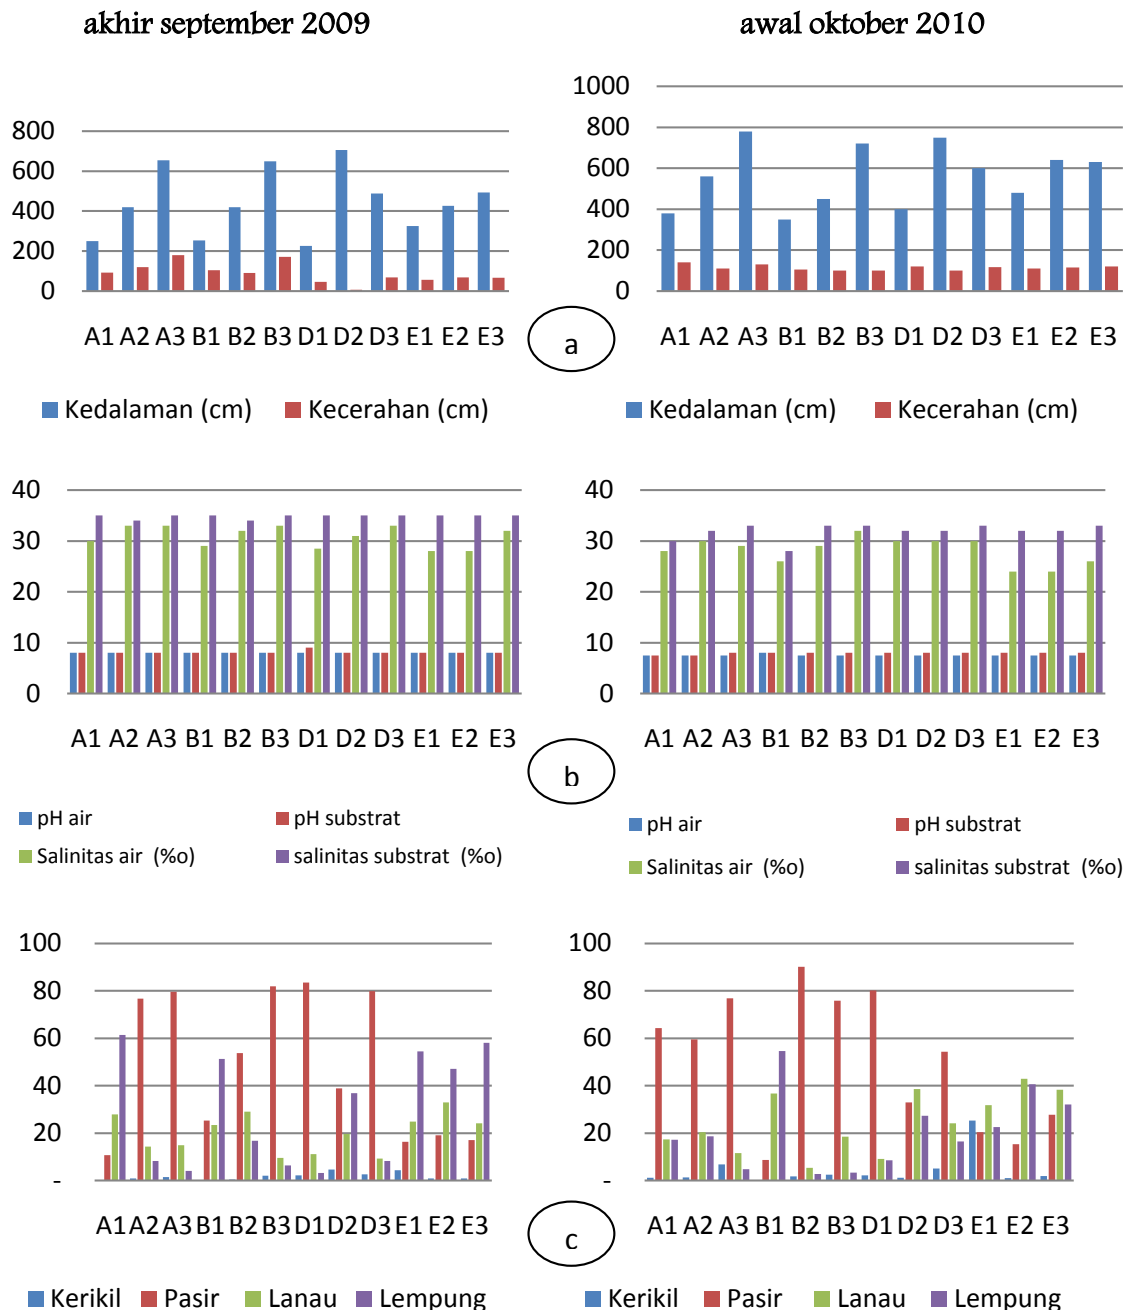 akhir september 2009
awal oktober 2010
800
600
400
200
0
A1 A2 A3 B1 B2 B3 D1 D2 D3 E1 E2 E3
Kedalaman (cm) Kecerahan (cm)
1000
800
600
400
200
0
A1 A2 A3 B1 B2 B3 D1 D2 D3 E1 E2 E3
Kedalaman (cm) Kecerahan (cm)
a
40
30
20
10
0
A1 A2 A3 B1 B2 B3 D1 D2 D3 E1 E2 E3
pH air pH substrat
Salinitas air (%o) salinitas substrat (%o)
40
30
20
10
0
A1 A2 A3 B1 B2 B3 D1 D2 D3 E1 E2 E3
pH air pH substrat
Salinitas air (%o) salinitas substrat (%o)
b
100
80
60
40
20
-
A1 A2 A3 B1 B2 B3 D1 D2 D3 E1 E2 E3
Kerikil Pasir Lanau Lempung
100
80
60
40
20
-
A1 A2 A3 B1 B2 B3 D1 D2 D3 E1 E2 E3
Kerikil Pasir Lanau Lempung
c